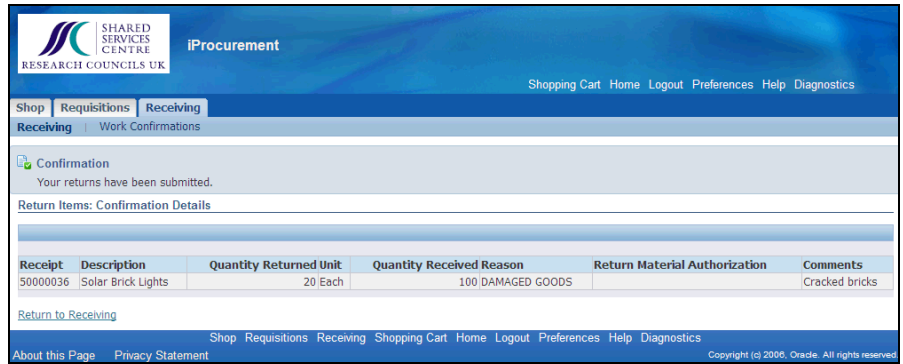 SHARED
SERVICES
CENTRE
RESEARCH COUNCILS UK
iProcurement
Shopping Cart Home Logout Preferences Help Diagnostics
Shop Requisitions Receiving
Receiving | Work Confirmations
Confirmation
Your returns have been submitted.
Return Items: Confirmation Details
Receipt Description Quantity Returned Unit Quantity Received Reason Return Material Authorization Comments
50000036 Solar Brick Lights 20 Each 100 DAMAGED GOODS Cracked bricks
Return to Receiving
Shop Requisitions Receiving Shopping Cart Home Logout Preferences Help Diagnostics
About this Page Privacy Statement Copyright (c) 2006, Oracle. All rights reserved.